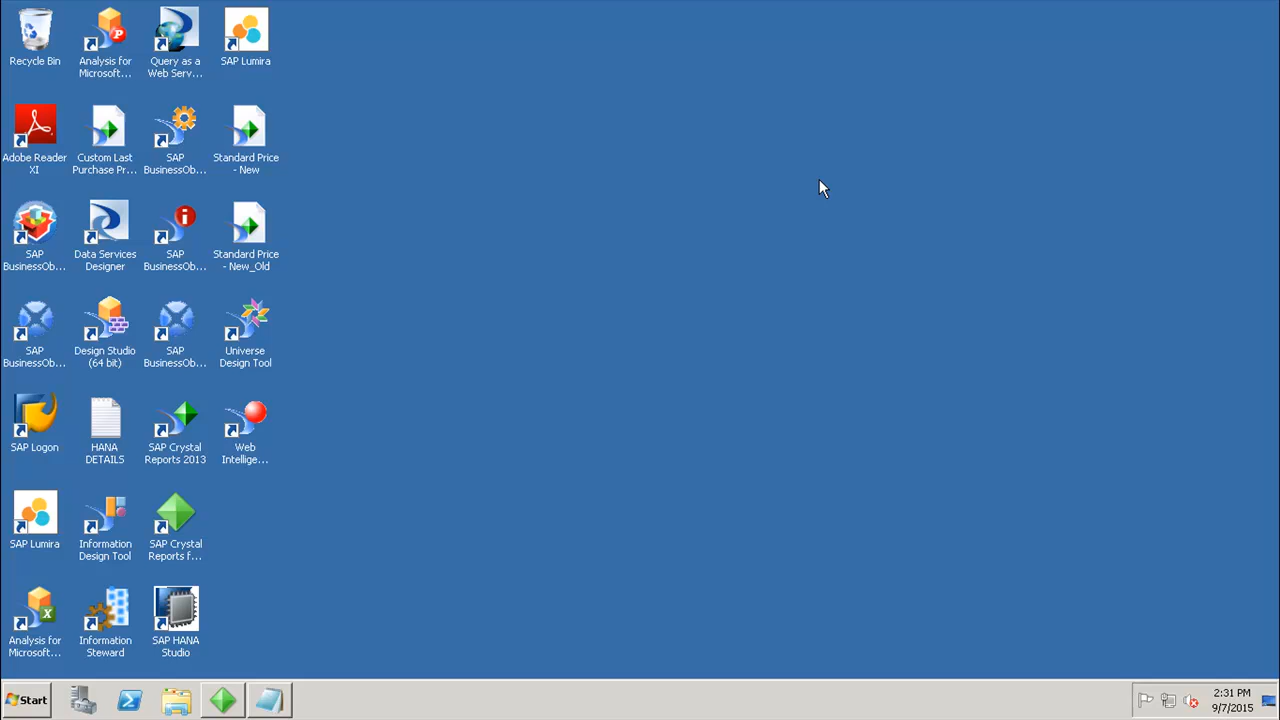 Recycle Bin
Analysis for
Microsoft...
Query as a
Web Serv...
SAP Lumira
Adobe Reader
XI
Custom Last
Purchase Pr...
SAP
BusinessOb...
Standard Price
- New
SAP
BusinessOb...
Data Services
Designer
SAP
BusinessOb...
Standard Price
- New_Old
SAP
BusinessOb...
Design Studio
(64 bit)
SAP
BusinessOb...
Universe
Design Tool
SAP Logon
HANA
DETAILS
SAP Crystal
Reports 2013
Web
Intellige...
SAP Lumira
Information
Design Tool
SAP Crystal
Reports f...
Analysis for
Microsoft...
Information
Steward
SAP HANA
Studio
Start
2:31 PM
9/7/2015